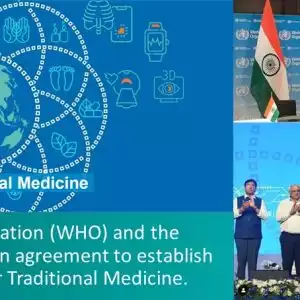 al Medicine
ation (WHO) and the
n agreement to establish
r Traditional Medicine.